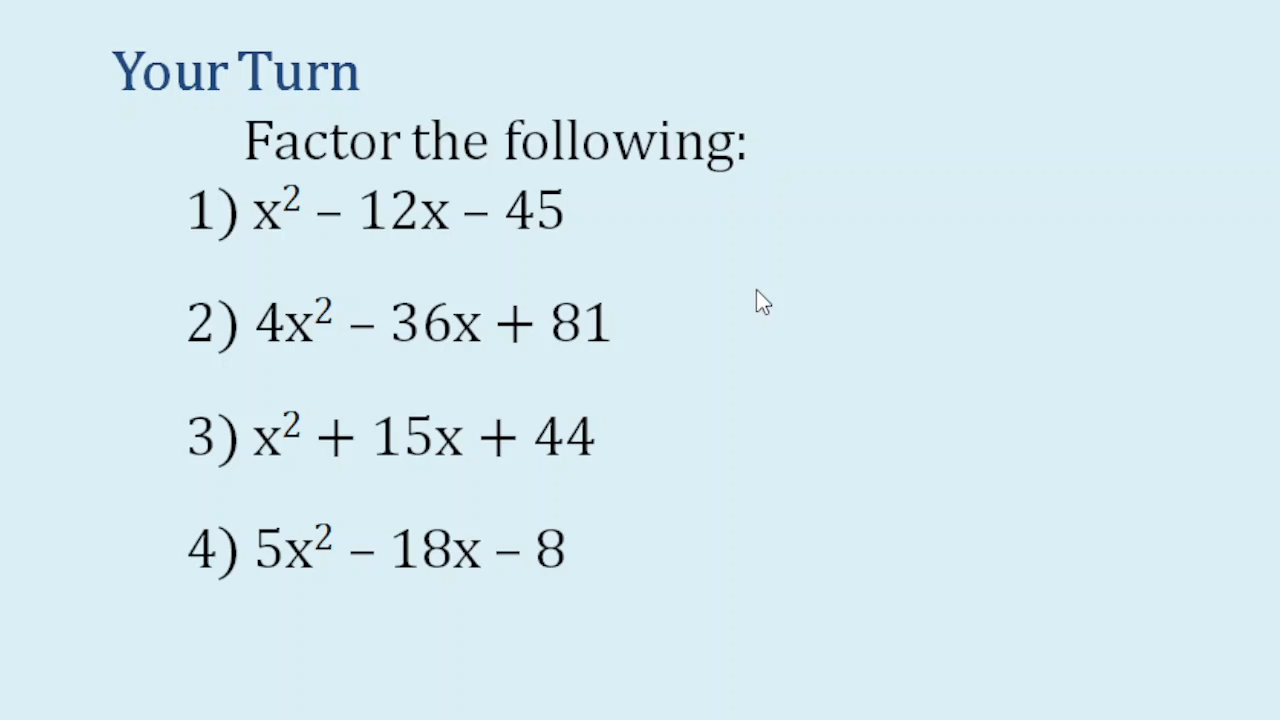 Your Turn
Factor the following:
1) x² – 12x – 45
2) 4x² – 36x + 81
3) x² + 15x + 44
4) 5x² – 18x – 8